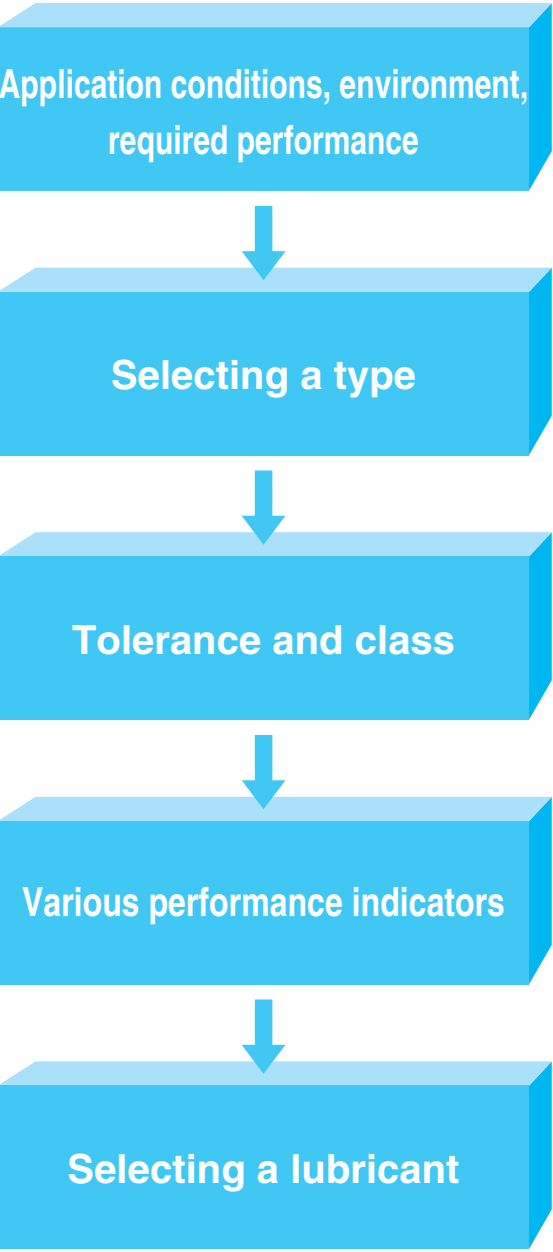 Application conditions, environment,
required performance
Selecting a type
Tolerance and class
Various performance indicators
Selecting a lubricant